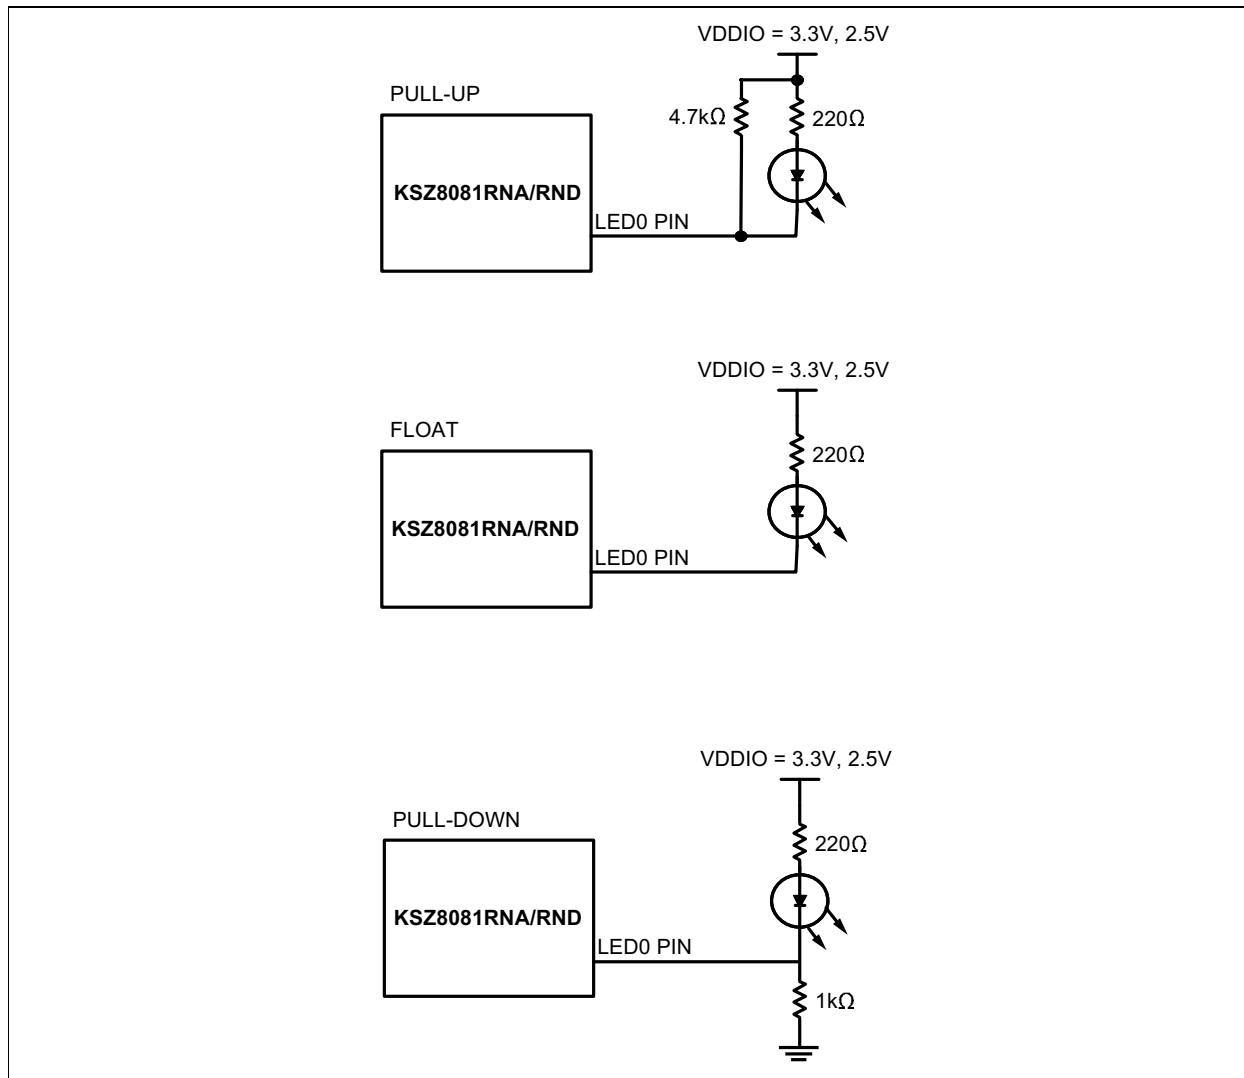 VDDIO = 3.3V, 2.5V
PULL-UP
4.7kΩ
220Ω
KSZ8081RNA/RND
LED0 PIN
VDDIO = 3.3V, 2.5V
FLOAT
220Ω
KSZ8081RNA/RND
LED0 PIN
VDDIO = 3.3V, 2.5V
PULL-DOWN
220Ω
KSZ8081RNA/RND
LED0 PIN
1kΩ